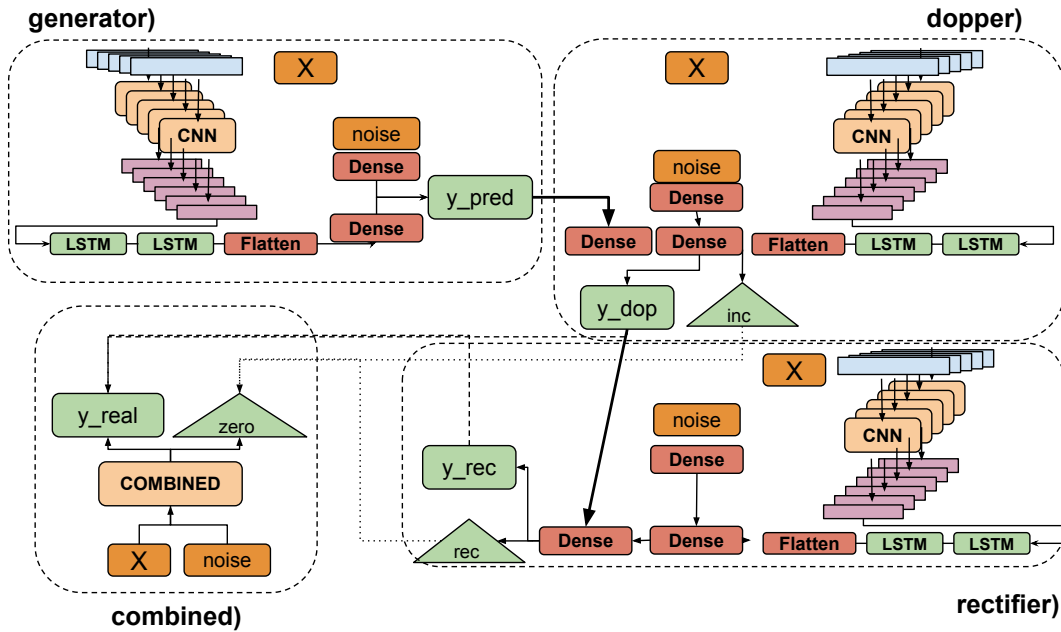 generator)
dopper)
X
X
CNN
CNN
noise
Dense
noise
Dense
y_pred
Dense
LSTM
LSTM
Flatten
Dense
Dense
Flatten
LSTM
LSTM
y_dop
inc
X
y_real
zero
noise
CNN
Dense
y_rec
COMBINED
rec
Dense
Dense
Flatten
LSTM
LSTM
X
noise
combined)
rectifier)